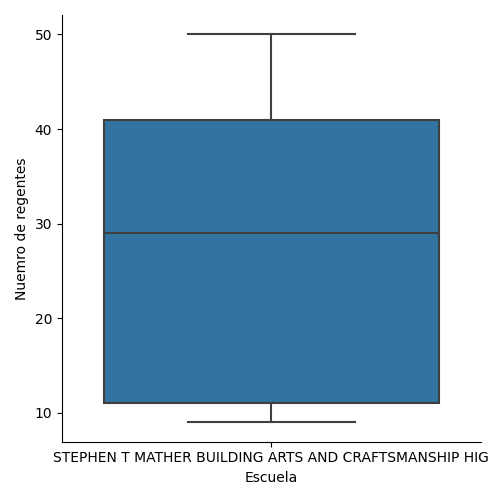 50
40
30
20
10
Nuemro de regentes
STEPHEN T MATHER BUILDING ARTS AND CRAFTSMANSHIP HIG
Escuela